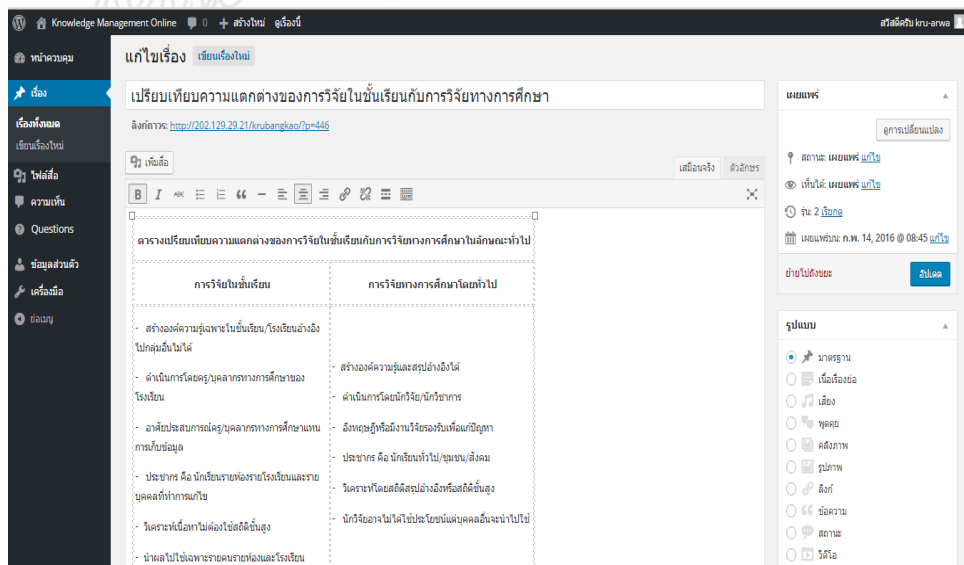 Knowledge Management Online 0 + สร้างใหม่ ดูเรื่องนี้
สวัสดีครับ kru-arwa
หน้าควบคุม
เรื่อง
เรื่องทั้งหมด
เขียนเรื่องใหม่
ไฟล์สื่อ
ความเห็น
Questions
ข้อมูลส่วนตัว
เครื่องมือ
ย่อเมนู
แก้ไขเรื่อง เขียนเรื่องใหม่
เปรียบเทียบความแตกต่างของการวิจัยในชั้นเรียนกับการวิจัยทางการศึกษา
ลิงก์ถาวร: http://202.129.29.21/krubangkao/?p=446
เพิ่มสื่อ
เสมือนจริง ตัวอักษร
B I ABC
ตารางเปรียบเทียบความแตกต่างของการวิจัยในชั้นเรียนกับการวิจัยทางการศึกษาในลักษณะทั่วไป
การวิจัยในชั้นเรียน
- สร้างองค์ความรู้เฉพาะในชั้นเรียน/โรงเรียนอ้างอิง
ไปกลุ่มอื่นไม่ได้
- ดำเนินการโดยครู/บุคลากรทางการศึกษาของ
โรงเรียน
- อาศัยประสบการณ์ครู/บุคลากรทางการศึกษาแทน
การเก็บข้อมูล
- ประชากร คือ นักเรียนรายห้องรายโรงเรียนและราย
บุคคลที่ทำการแก้ไข
- วิเคราะห์เนื้อหาไม่ต้องใช้สถิติชั้นสูง
- นำผลไปใช้เฉพาะรายคนรายห้องและโรงเรียน
การวิจัยทางการศึกษาโดยทั่วไป
- สร้างองค์ความรู้และสรุปอ้างอิงได้
- ดำเนินการโดยนักวิจัย/นักวิชาการ
- อิงทฤษฎีหรือมีงานวิจัยรองรับเพื่อแก้ปัญหา
- ประชากร คือ นักเรียนทั่วไป/ชุมชน/สังคม
- วิเคราะห์โดยสถิติสรุปอ้างอิงหรือสถิติชั้นสูง
- นักวิจัยอาจไม่ได้ใช้ประโยชน์แต่บุคคลอื่นจะนำไปใช้
เผยแพร่
ดูการเปลี่ยนแปลง
สถานะ: เผยแพร่ แก้ไข
เห็นได้: เผยแพร่ แก้ไข
รุ่น: 2 เรียกดู
เผยแพร่บน: ก.พ. 14, 2016 @ 08:45 แก้ไข
ย้ายไปถังขยะ อัปเดต
รูปแบบ
มาตรฐาน
เนื้อเรื่องย่อ
เสียง
พูดคุย
คลังภาพ
รูปภาพ
ลิงก์
ข้อความ
สถานะ
วีดีโอ